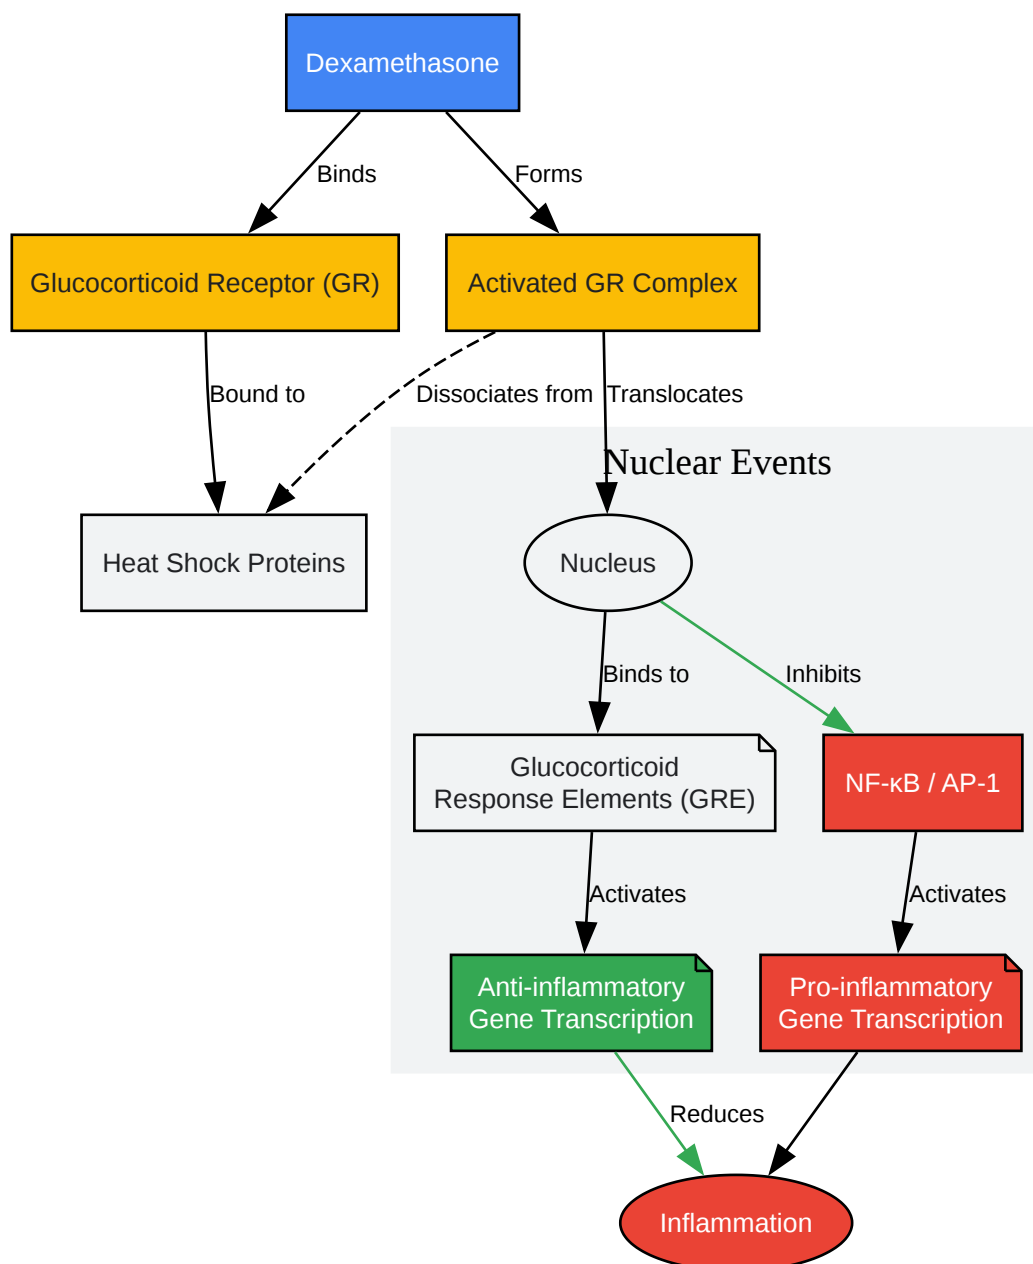 Dexamethasone
Binds
Forms
Glucocorticoid Receptor (GR)
Activated GR Complex
Bound to
Dissociates from
Translocates
Nuclear Events
Heat Shock Proteins
Nucleus
Binds to
Inhibits
Glucocorticoid
Response Elements (GRE)
NF-κB / AP-1
Activates
Activates
Anti-inflammatory
Gene Transcription
Pro-inflammatory
Gene Transcription
Reduces
Inflammation